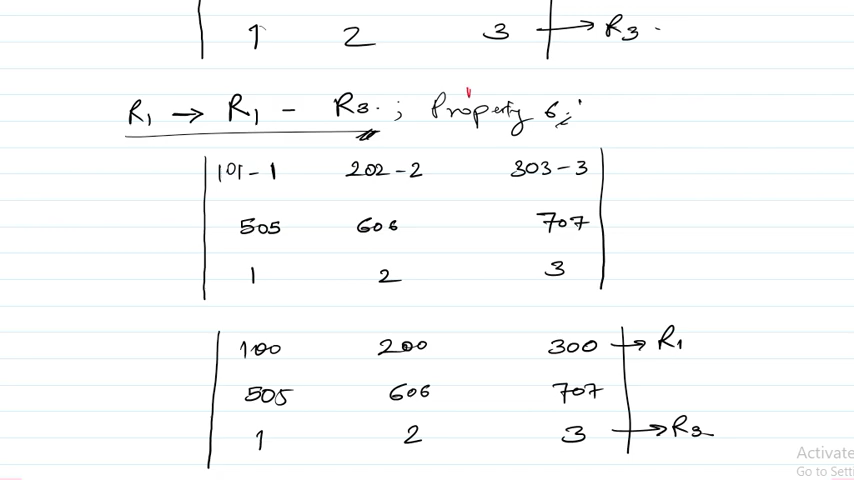 1 2 3 → R3 .
R1 → R1 - R3. ; Property 6;
101-1 202-2 303-3
505 606 707
1 2 3
100 200 300 → R1
505 606 707
1 2 3 → R3
Activate
Go to Setti